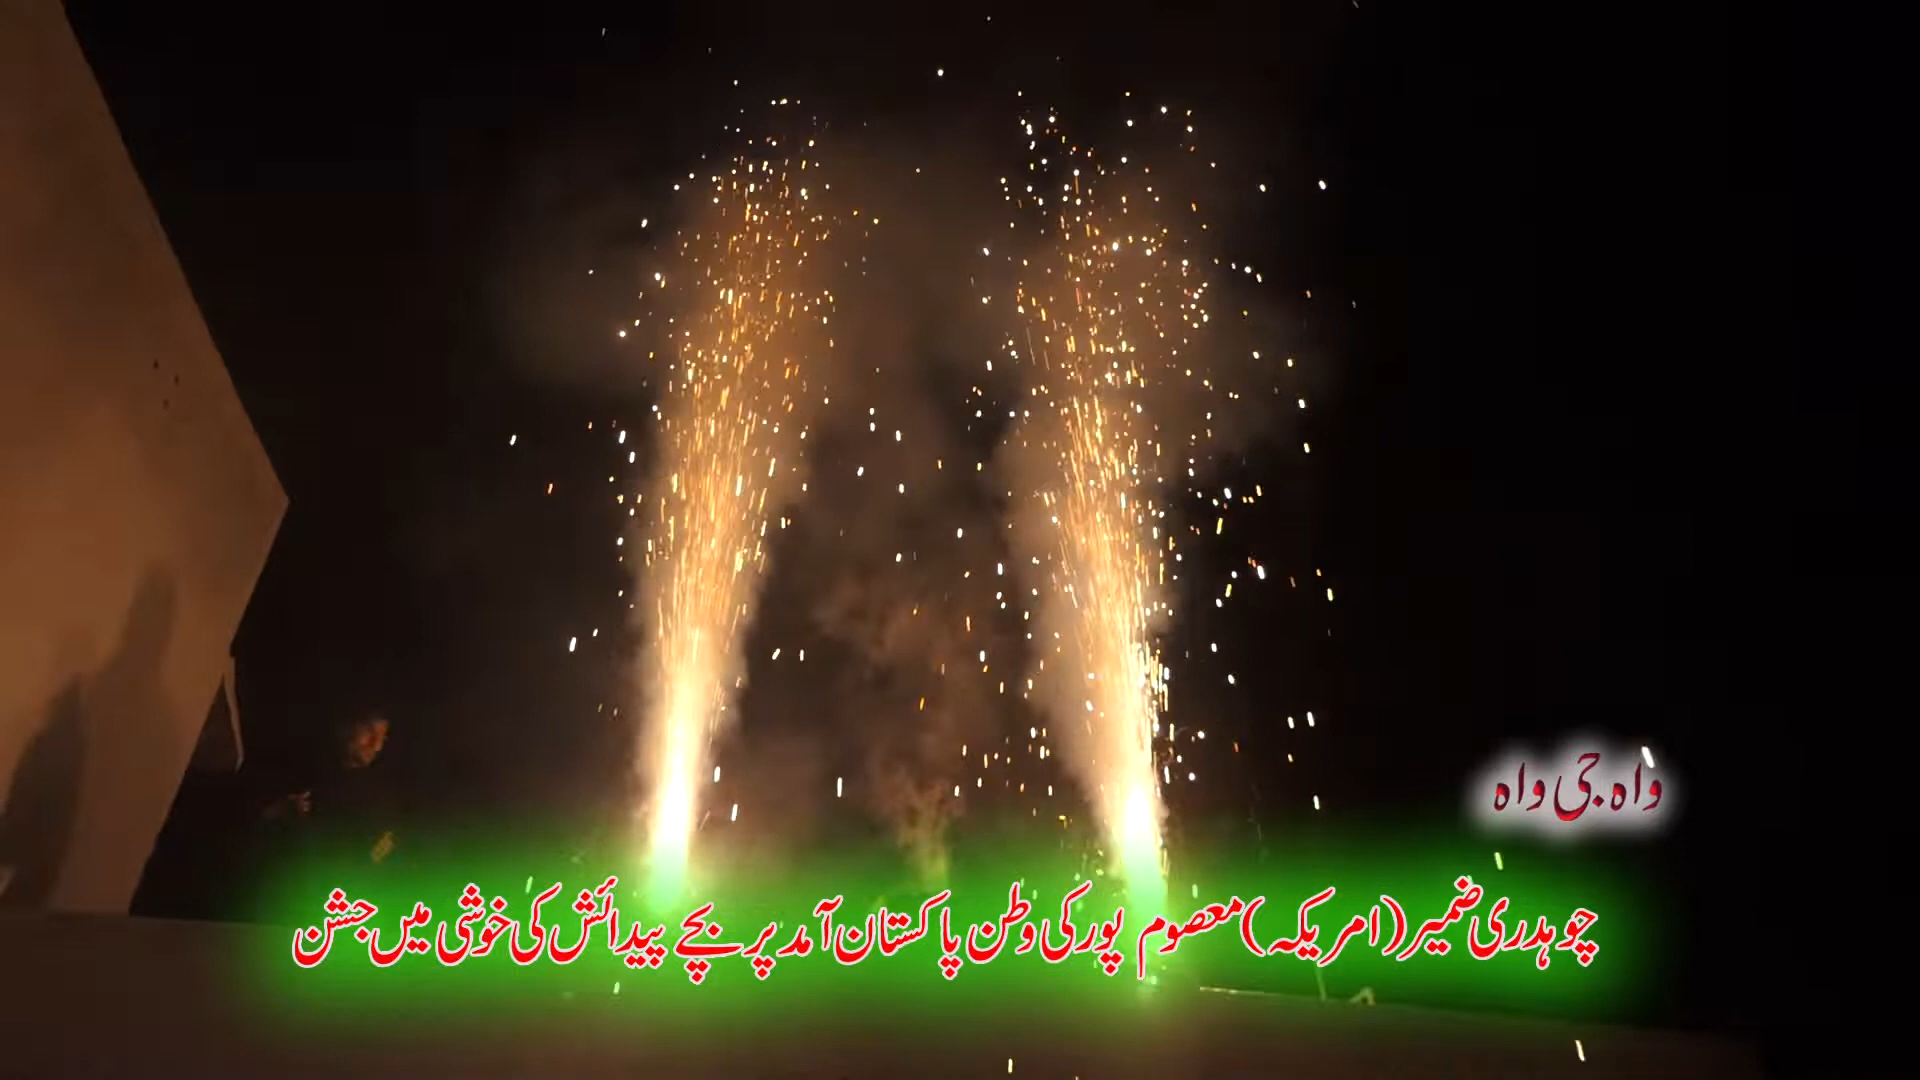 واہ جی واہ
چوہدری ضمیر (امریکہ) معصوم پور کی وطن پاکستان آمد پر بچے پیدائش کی خوشی میں جشن